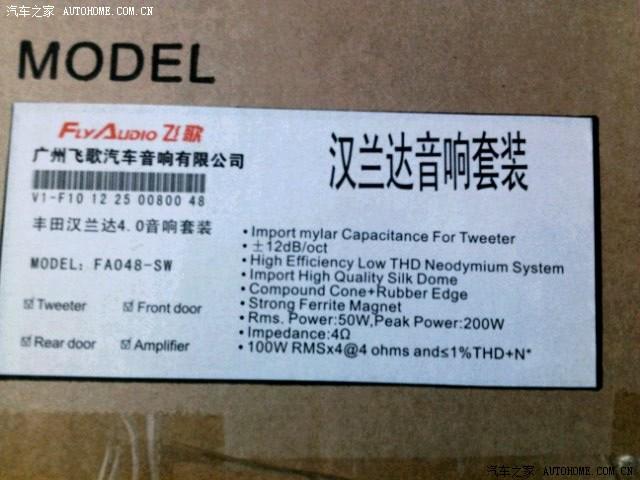 汽车之家 AUTOHOME.COM.CN
MODEL
FLYAUDIO 飞歌
广州飞歌汽车音响有限公司
V1-F10 12 25 00800 48
丰田汉兰达4.0音响套装
MODEL: FA048-SW
☑ Tweeter ☑ Front door
☑ Rear door ☑ Amplifier
汉兰达音响套装
• Import mylar Capacitance For Tweeter
• ±12dB/oct
• High Efficiency Low THD Neodymium System
• Import High Quality Silk Dome
• Compound Cone+Rubber Edge
• Strong Ferrite Magnet
• Rms. Power:50W,Peak Power:200W
• Impedance:4Ω
• 100W RMSx4@4 ohms and≤1%THD+N*
汽车之家 AUTOHOME.COM.CN